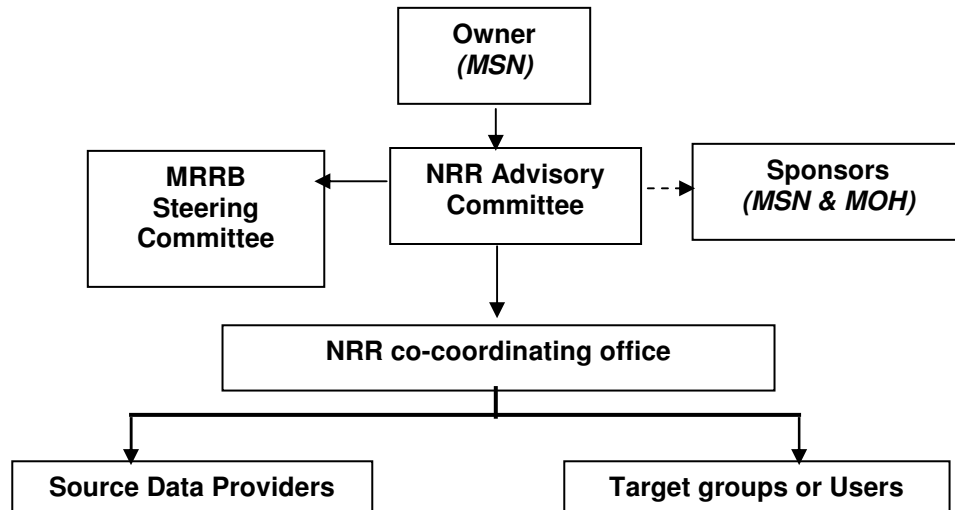 Owner
(MSN)
MRRB
Steering
Committee
NRR Advisory
Committee
Sponsors
(MSN & MOH)
NRR co-coordinating office
Source Data Providers
Target groups or Users